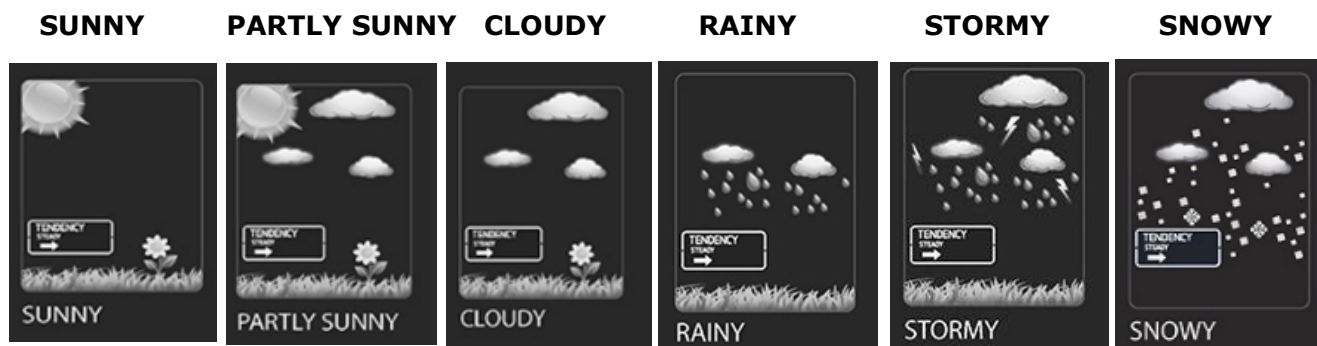 SUNNY PARTLY SUNNY CLOUDY RAINY STORMY SNOWY
TENDENCY
STEADY
SUNNY
TENDENCY
STEADY
PARTLY SUNNY
TENDENCY
STEADY
CLOUDY
TENDENCY
STEADY
RAINY
TENDENCY
STEADY
STORMY
TENDENCY
STEADY
SNOWY